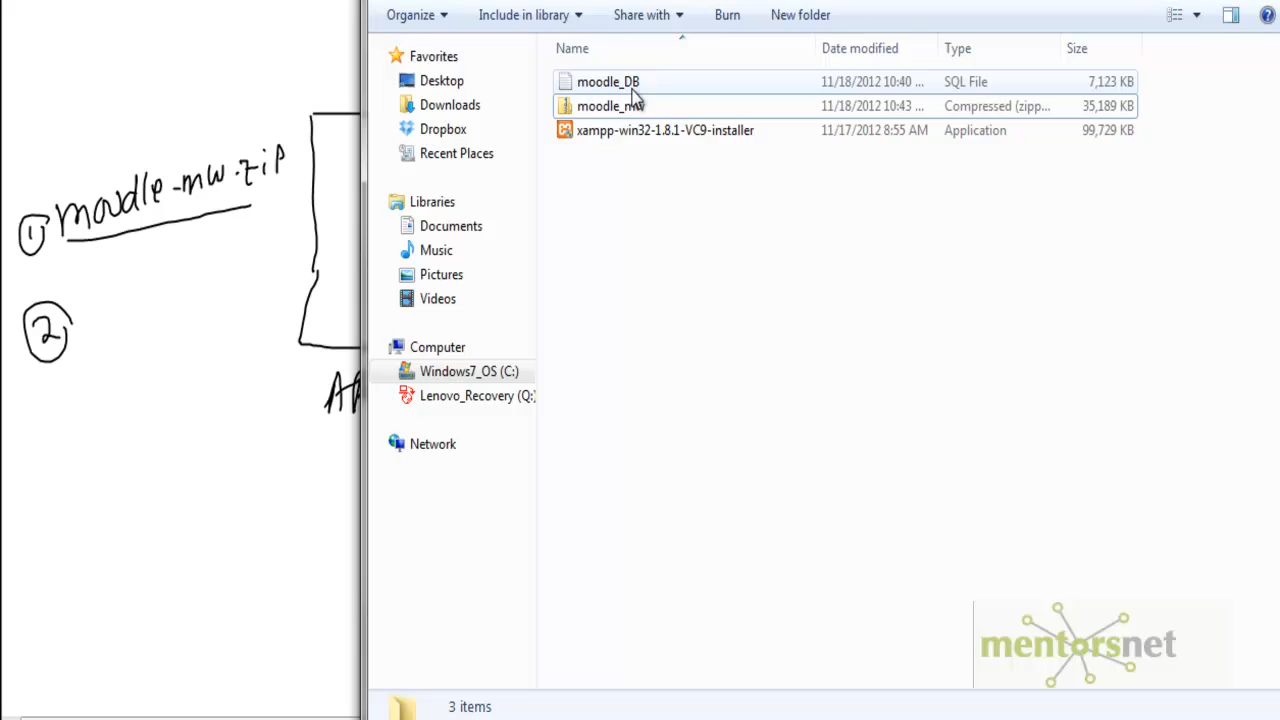 Organize Include in library Share with Burn New folder
Name Date modified Type Size
moodle_DB 11/18/2012 10:40 ... SQL File 7,123 KB
11/18/2012 10:43 ... Compressed (zipp... 35,189 KB
xampp-win32-1.8.1-VC9-installer 11/17/2012 8:55 AM Application 99,729 KB
Favorites
Desktop
Downloads
Dropbox
Recent Places
Libraries
Documents
Music
Pictures
Videos
Computer
Windows7_OS (C:)
Lenovo_Recovery (Q:)
Network
3 items
1 moodle-mw.zip
2
mentorsnet